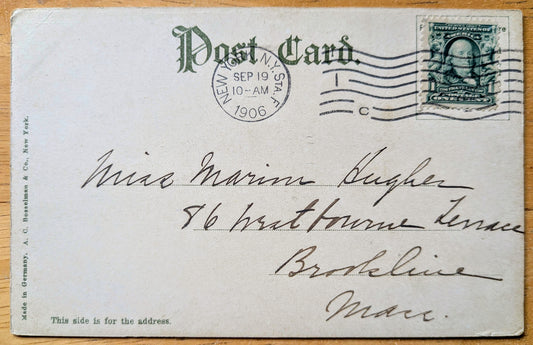 Post Card.
NEW YORK, N.Y. STA. F
SEP 19
10-AM
1906
1
C
Miss Marion Hughes
86 Westbourne Terrace
Brookline
Mass.
This side is for the address.
Made in Germany. A. C. Bosselman & Co., New York.